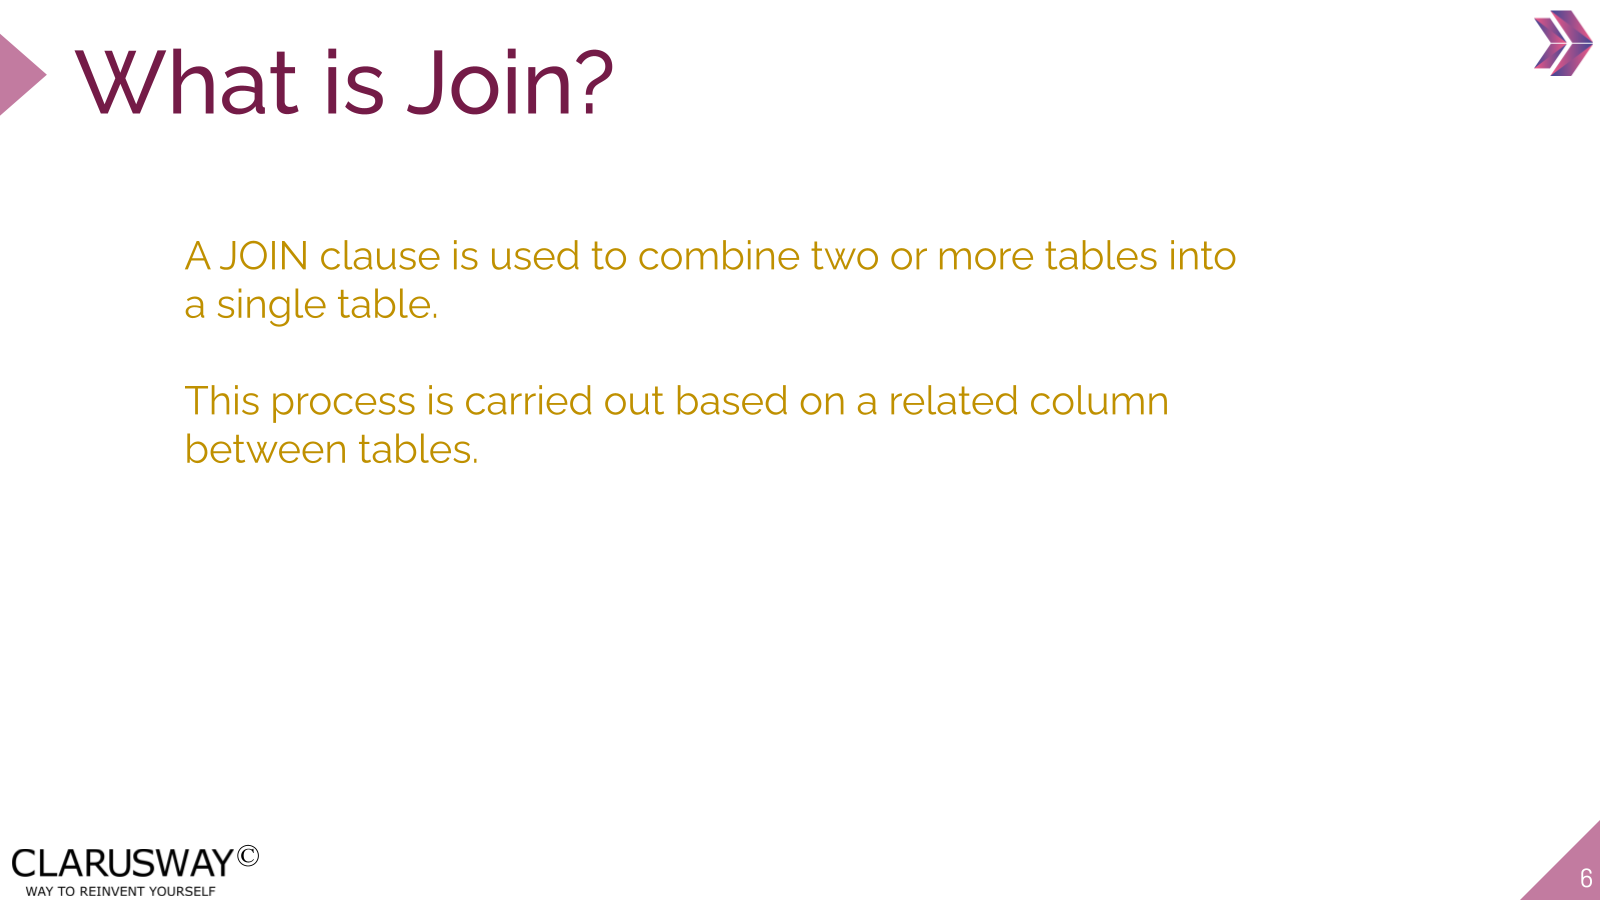 What is Join?
A JOIN clause is used to combine two or more tables into
a single table.
This process is carried out based on a related column
between tables.
CLARUSWAY©
WAY TO REINVENT YOURSELF
6